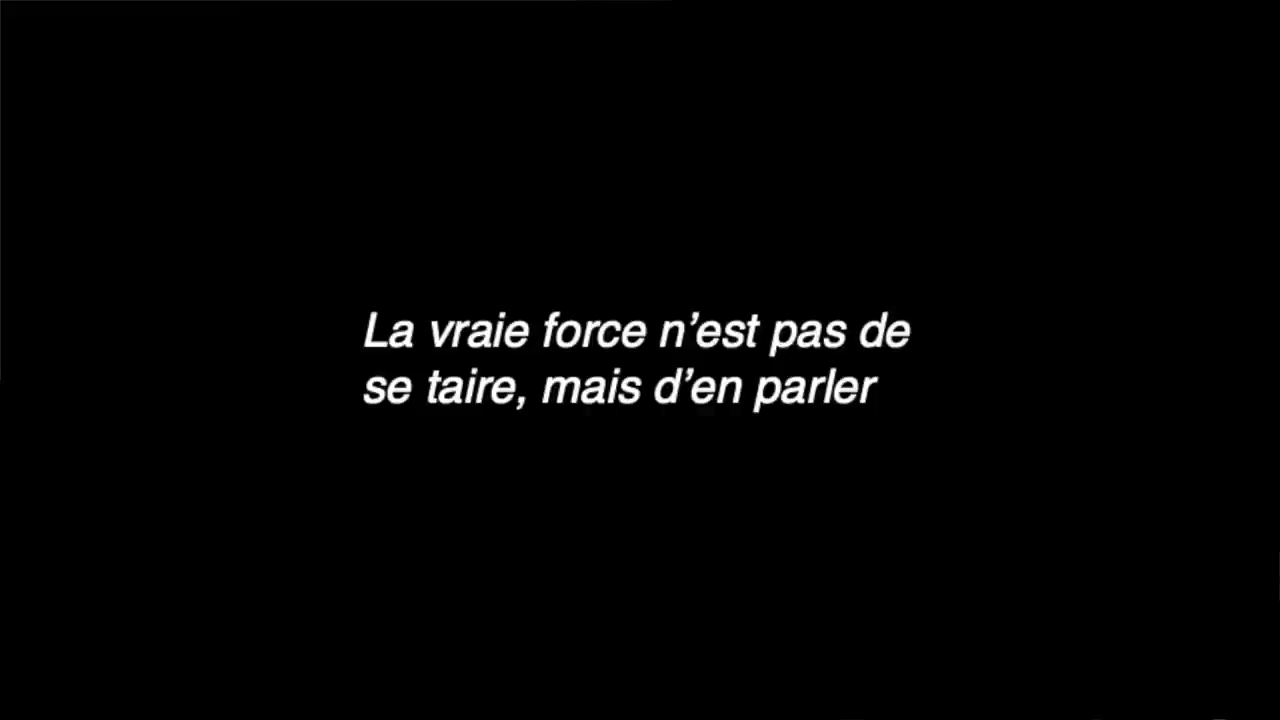 La vraie force n’est pas de
se taire, mais d’en parler